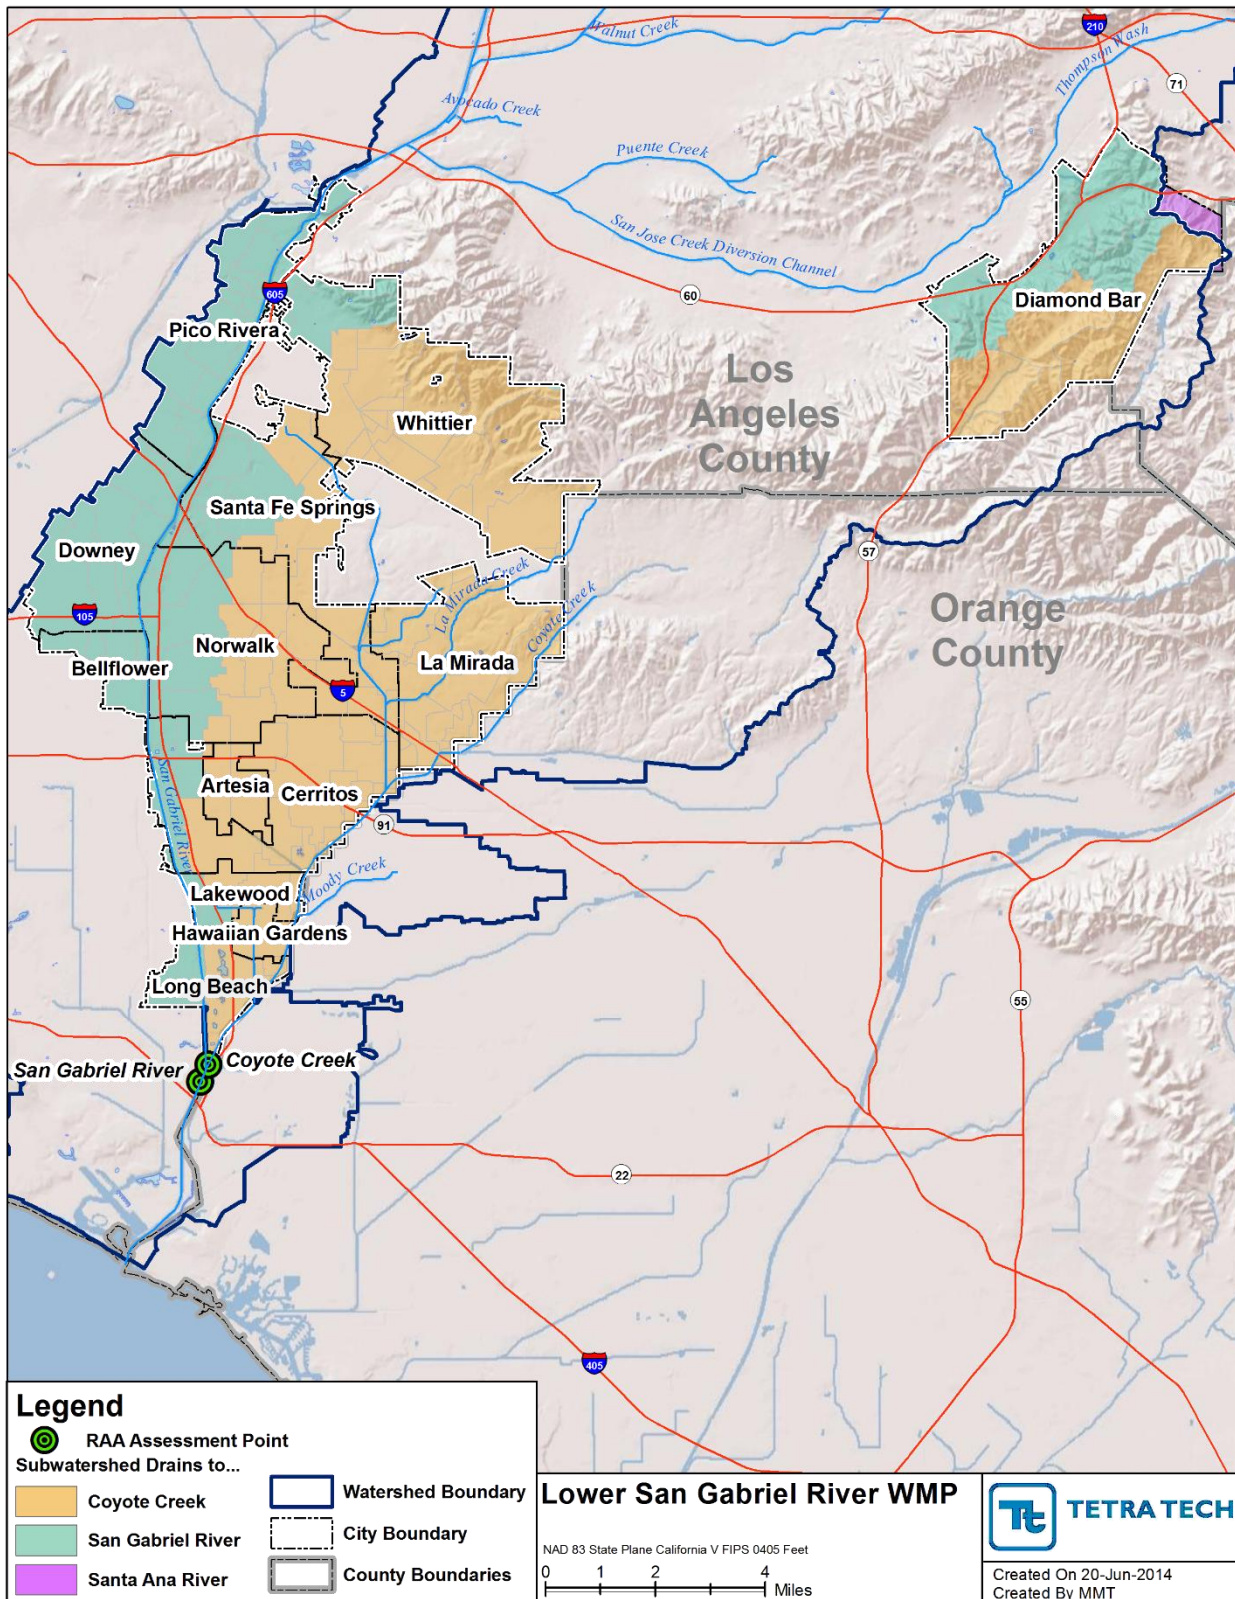 Walnut Creek
210
Thompson Wash
71
Avocado Creek
Puente Creek
San Jose Creek Diversion Channel
60
605
Pico Rivera
Diamond Bar
Los
Angeles
County
Whittier
Santa Fe Springs
Downey
57
La Mirada Creek
Coyote Creek
105
Orange
County
Norwalk
Bellflower
La Mirada
5
San Gabriel River
Artesia
Cerritos
91
Moody Creek
Lakewood
Hawaiian Gardens
Long Beach
55
Coyote Creek
San Gabriel River
22
405
Legend
RAA Assessment Point
Subwatershed Drains to...
Coyote Creek
San Gabriel River
Santa Ana River
Watershed Boundary
City Boundary
County Boundaries
Lower San Gabriel River WMP
NAD 83 State Plane California V FIPS 0405 Feet
0 1 2 4
Miles
Tt TETRA TECH
Created On 20-Jun-2014
Created By MMT